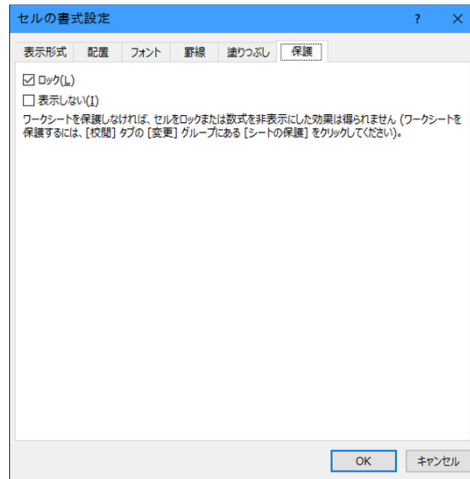 セルの書式設定 ? ×
表示形式 配置 フォント 罫線 塗りつぶし 保護
ロック(L)
表示しない(I)
ワークシートを保護しなければ、セルをロックまたは数式を非表示にした効果は得られません (ワークシートを
保護するには、[校閲] タブの [変更] グループにある [シートの保護] をクリックしてください)。
OK キャンセル